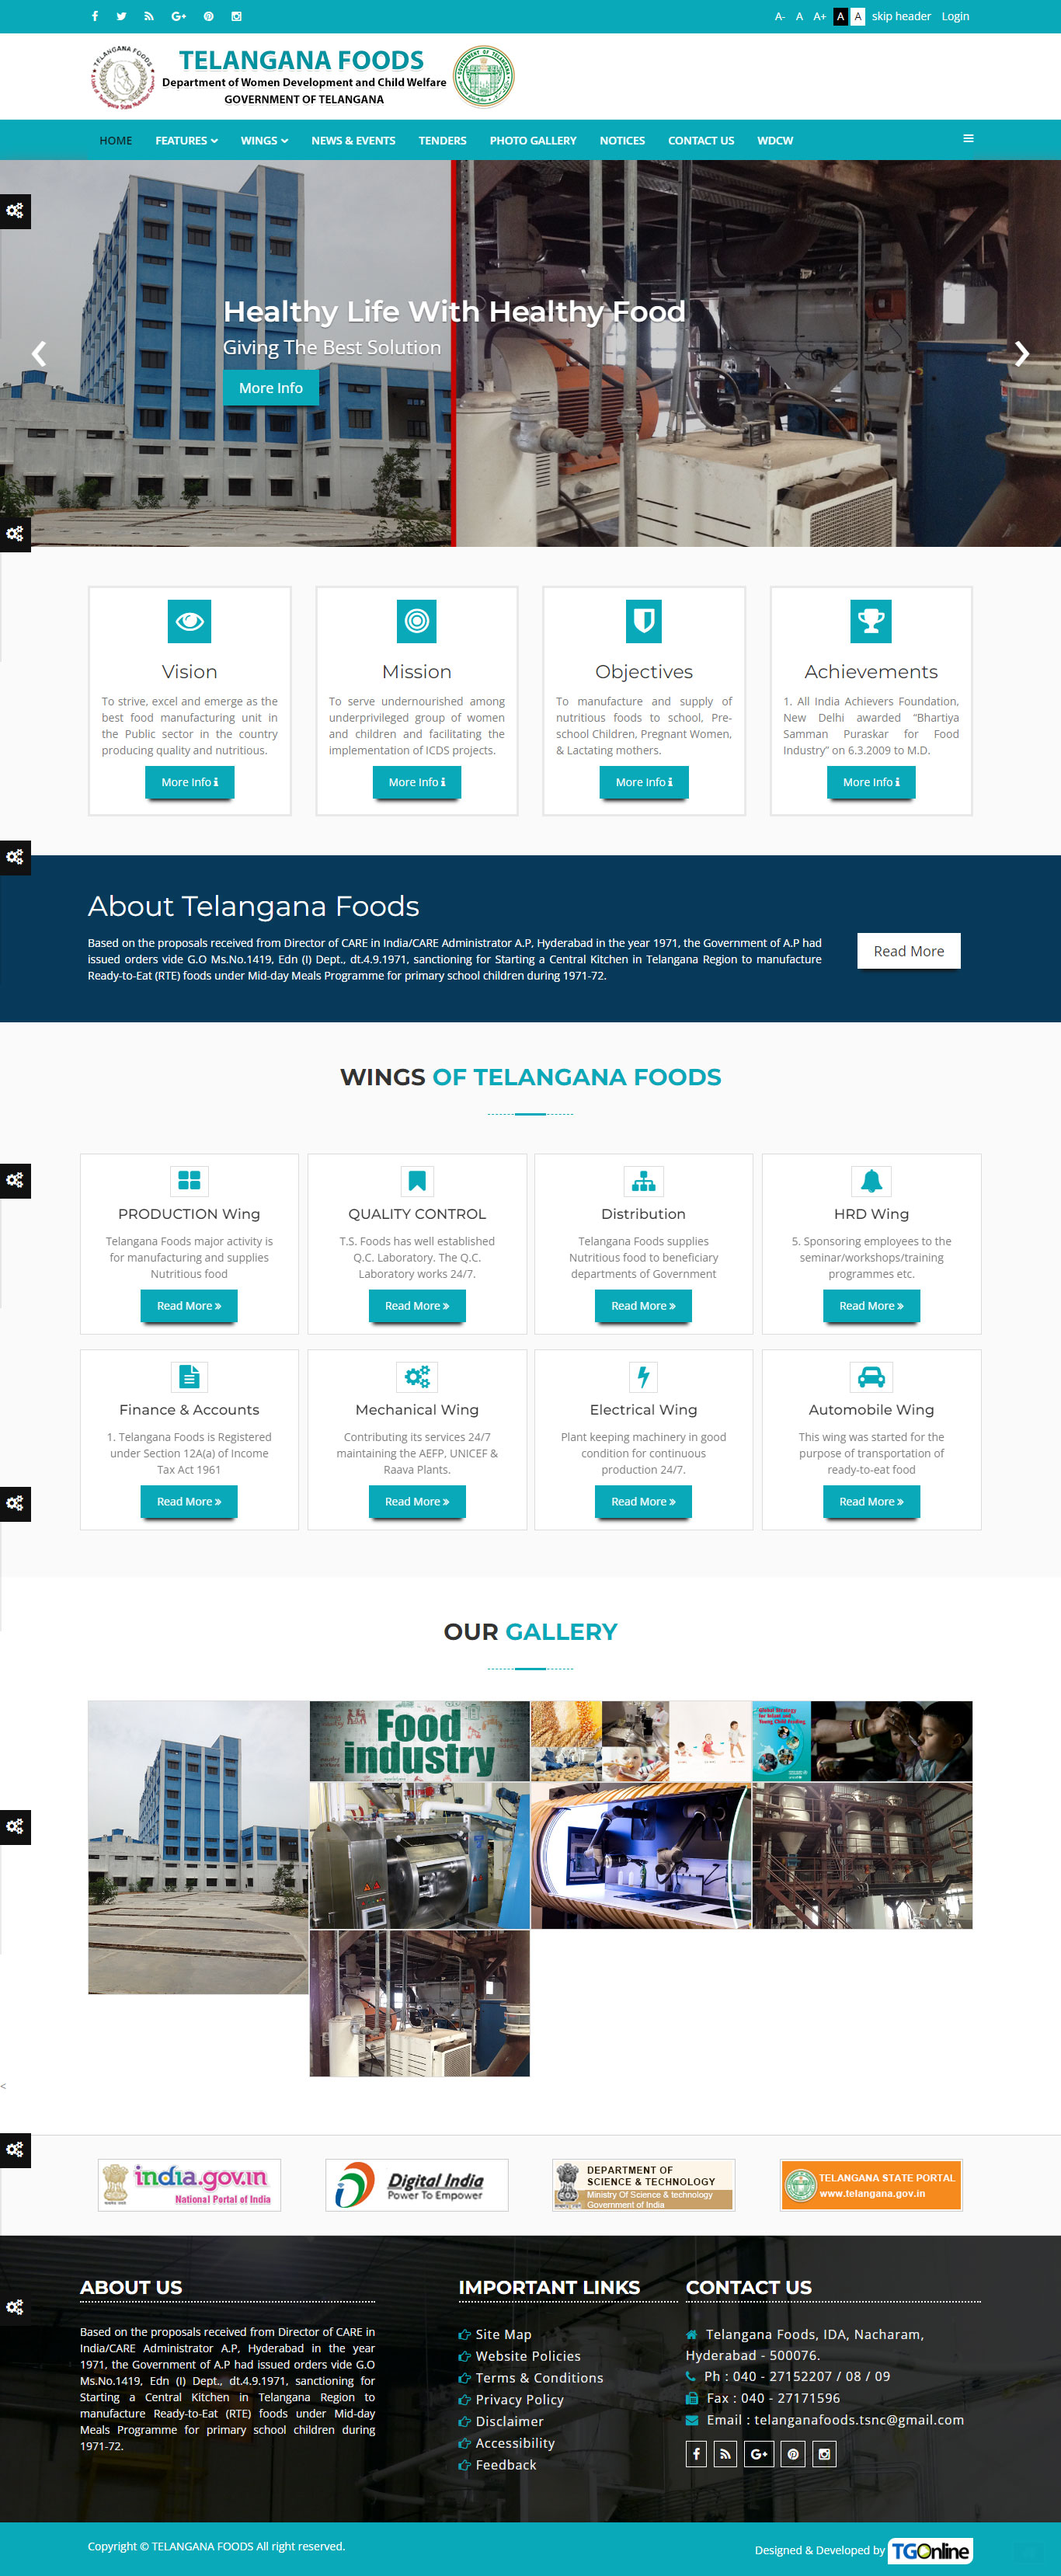 A- A A+ A A skip header Login
TELANGANA FOODS
Department of Women Development and Child Welfare
GOVERNMENT OF TELANGANA
HOME FEATURES WINGS NEWS & EVENTS TENDERS PHOTO GALLERY NOTICES CONTACT US WDCW
Healthy Life With Healthy Food
Giving The Best Solution
More Info
Vision
To strive, excel and emerge as the
best food manufacturing unit in
the Public sector in the country
producing quality and nutritious.
More Info
Mission
To serve undernourished among
underprivileged group of women
and children and facilitating the
implementation of ICDS projects.
More Info
Objectives
To manufacture and supply of
nutritious foods to school, Pre-
school Children, Pregnant Women,
& Lactating mothers.
More Info
Achievements
1. All India Achievers Foundation,
New Delhi awarded “Bhartiya
Samman Puraskar for Food
Industry” on 6.3.2009 to M.D.
More Info
About Telangana Foods
Based on the proposals received from Director of CARE in India/CARE Administrator A.P, Hyderabad in the year 1971, the Government of A.P had
issued orders vide G.O Ms.No.1419, Edn (I) Dept., dt.4.9.1971, sanctioning for Starting a Central Kitchen in Telangana Region to manufacture
Ready-to-Eat (RTE) foods under Mid-day Meals Programme for primary school children during 1971-72.
Read More
WINGS OF TELANGANA FOODS
PRODUCTION Wing
Telangana Foods major activity is
for manufacturing and supplies
Nutritious food
Read More
QUALITY CONTROL
T.S. Foods has well established
Q.C. Laboratory. The Q.C.
Laboratory works 24/7.
Read More
Distribution
Telangana Foods supplies
Nutritious food to beneficiary
departments of Government
Read More
HRD Wing
5. Sponsoring employees to the
seminar/workshops/training
programmes etc.
Read More
Finance & Accounts
1. Telangana Foods is Registered
under Section 12A(a) of Income
Tax Act 1961
Read More
Mechanical Wing
Contributing its services 24/7
maintaining the AEFP, UNICEF &
Raava Plants.
Read More
Electrical Wing
Plant keeping machinery in good
condition for continuous
production 24/7.
Read More
Automobile Wing
This wing was started for the
purpose of transportation of
ready-to-eat food
Read More
OUR GALLERY
Food
industry
Global Strategy
for Infant and
Young Child Feeding
<
india.gov.in
National Portal of India
Digital India
Power To Empower
DEPARTMENT OF
SCIENCE & TECHNOLOGY
Ministry Of Science & technology
Government of India
TELANGANA STATE PORTAL
www.telangana.gov.in
ABOUT US
Based on the proposals received from Director of CARE in
India/CARE Administrator A.P, Hyderabad in the year
1971, the Government of A.P had issued orders vide G.O
Ms.No.1419, Edn (I) Dept., dt.4.9.1971, sanctioning for
Starting a Central Kitchen in Telangana Region to
manufacture Ready-to-Eat (RTE) foods under Mid-day
Meals Programme for primary school children during
1971-72.
IMPORTANT LINKS
Site Map
Website Policies
Terms & Conditions
Privacy Policy
Disclaimer
Accessibility
Feedback
CONTACT US
Telangana Foods, IDA, Nacharam,
Hyderabad - 500076.
Ph : 040 - 27152207 / 08 / 09
Fax : 040 - 27171596
Email : telanganafoods.tsnc@gmail.com
Copyright © TELANGANA FOODS All right reserved.
Designed & Developed by TGOnline